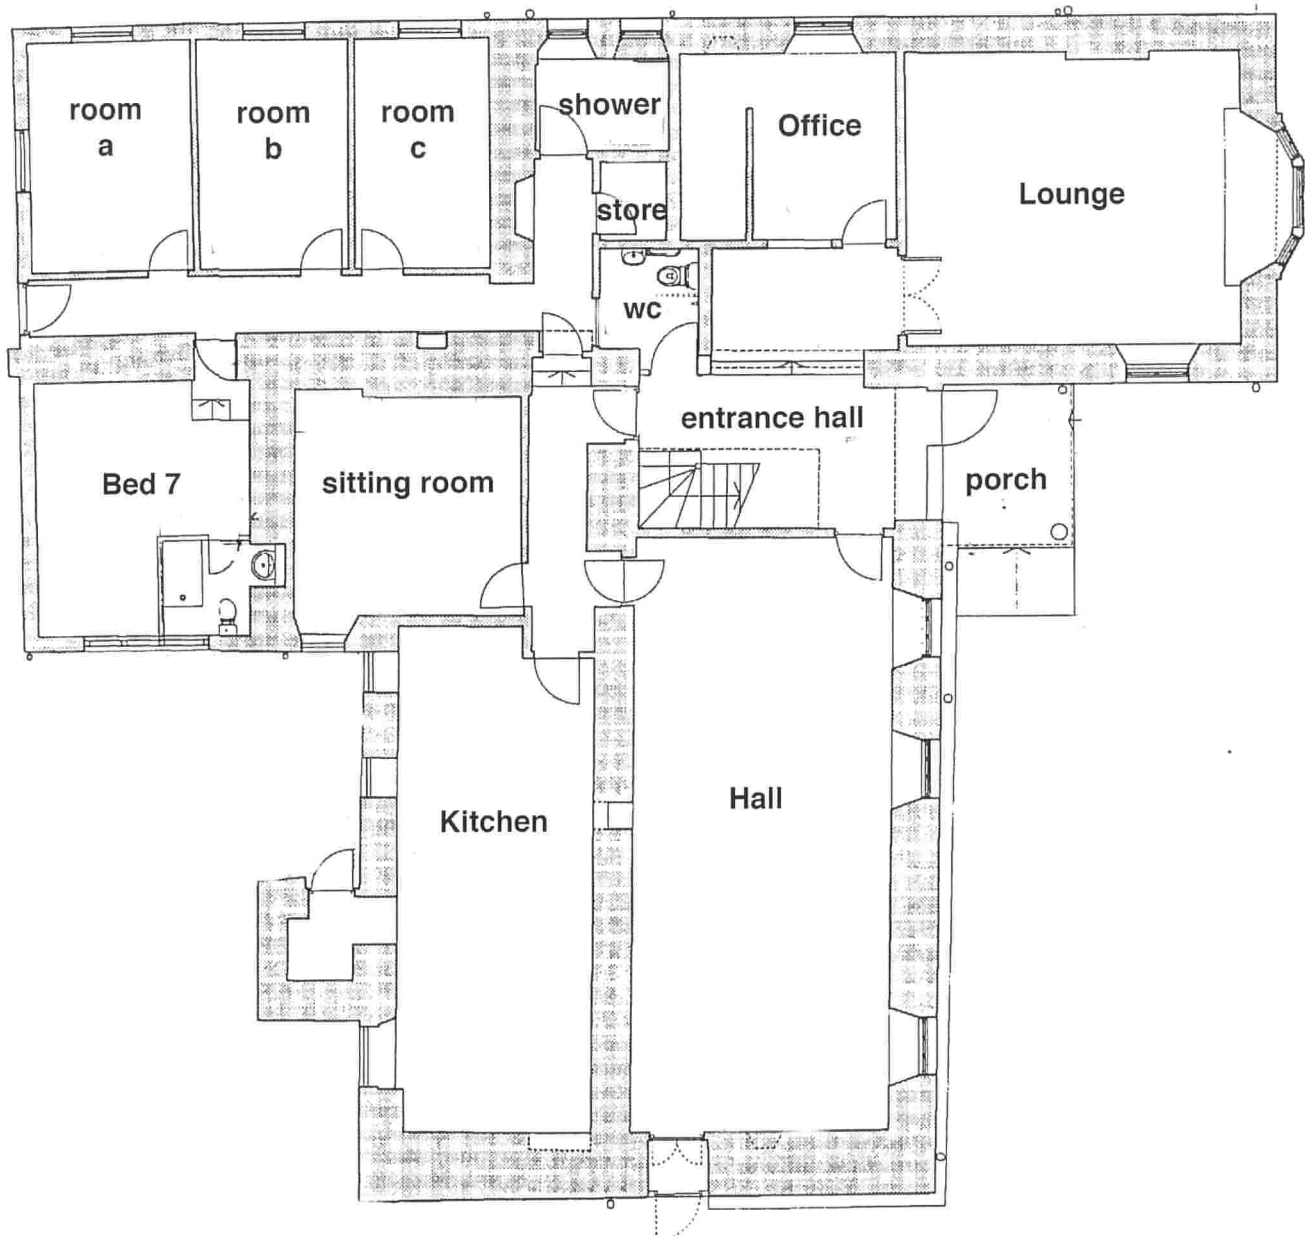 room
a
room
b
room
c
shower
Office
Lounge
store
wc
entrance hall
Bed 7
sitting room
porch
Kitchen
Hall